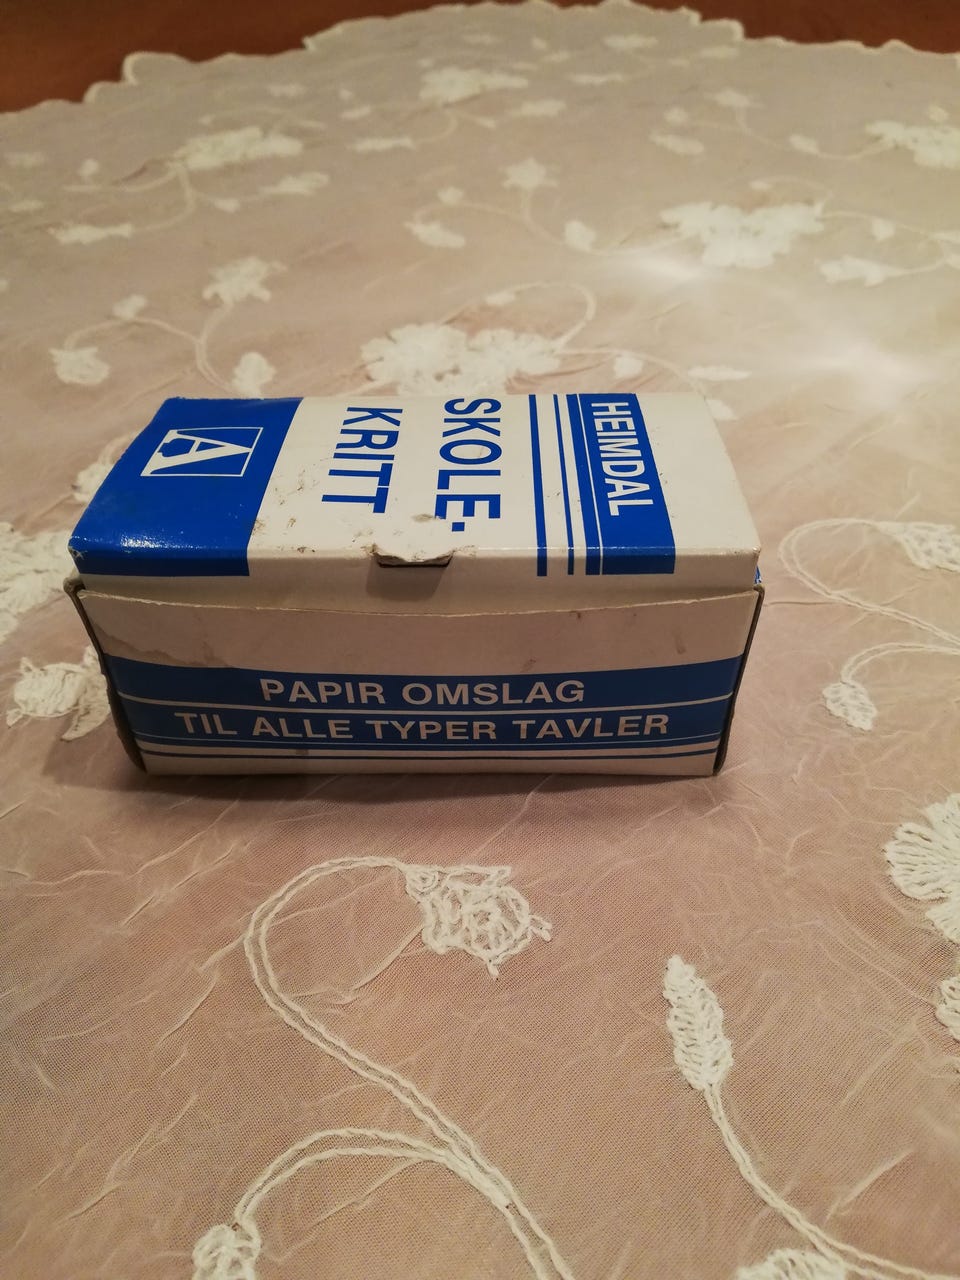 HEIMDAL
SKOLE-
KRITT
A
PAPIR OMSLAG
TIL ALLE TYPER TAVLER